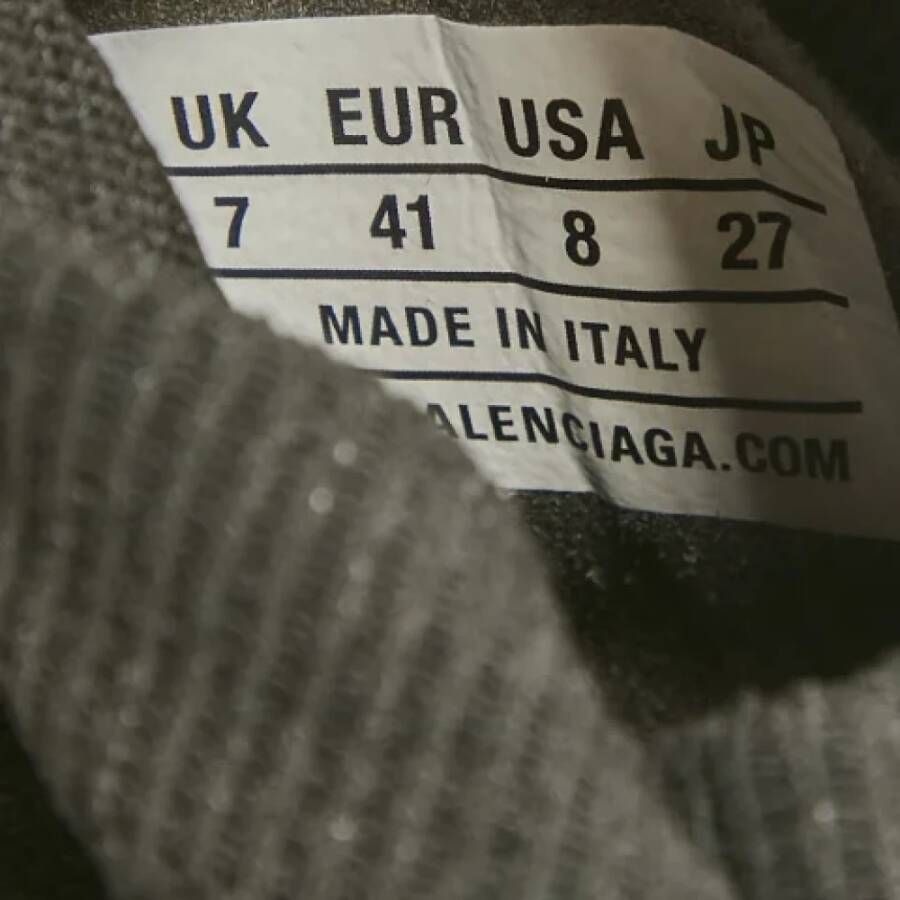 UK EUR USA JP
7 41 8 27
MADE IN ITALY
ALENCIAGA.COM